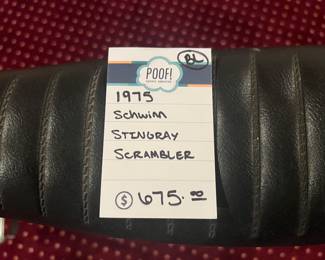 BL
POOF!
1975
Schwinn
STINGRAY
SCRAMBLER
$ 675.00